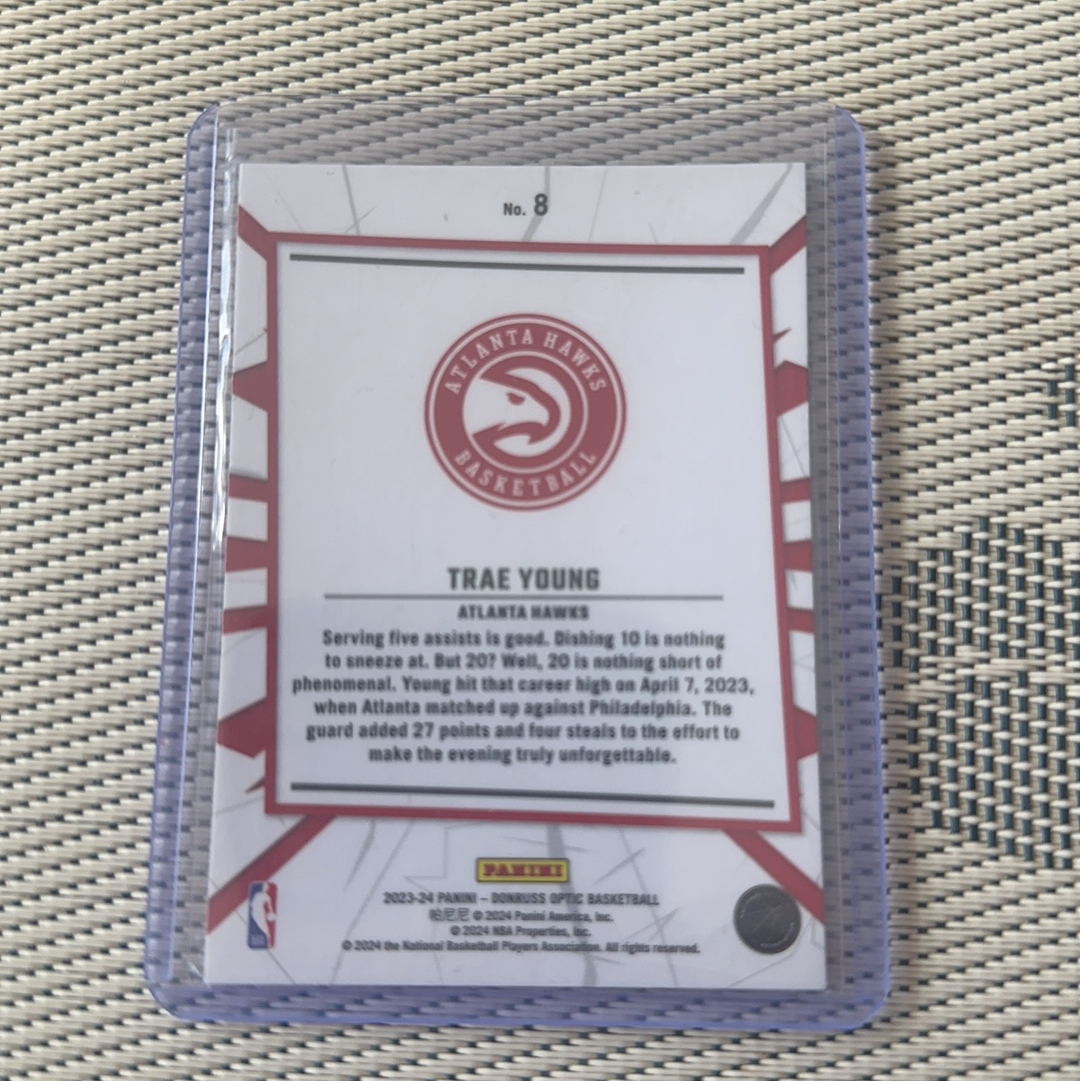 No. 8
ATLANTA HAWKS
BASKETBALL
TRAE YOUNG
ATLANTA HAWKS
Serving five assists is good. Dishing 10 is nothing
to sneeze at. But 20? Well, 20 is nothing short of
phenomenal. Young hit that career high on April 7, 2023,
when Atlanta matched up against Philadelphia. The
guard added 27 points and four steals to the effort to
make the evening truly unforgettable.
PANINI
2023-24 PANINI – DONRUSS OPTIC BASKETBALL
帕尼尼 © 2024 Panini America, Inc.
© 2024 NBA Properties, Inc.
© 2024 the National Basketball Players Association. All rights reserved.